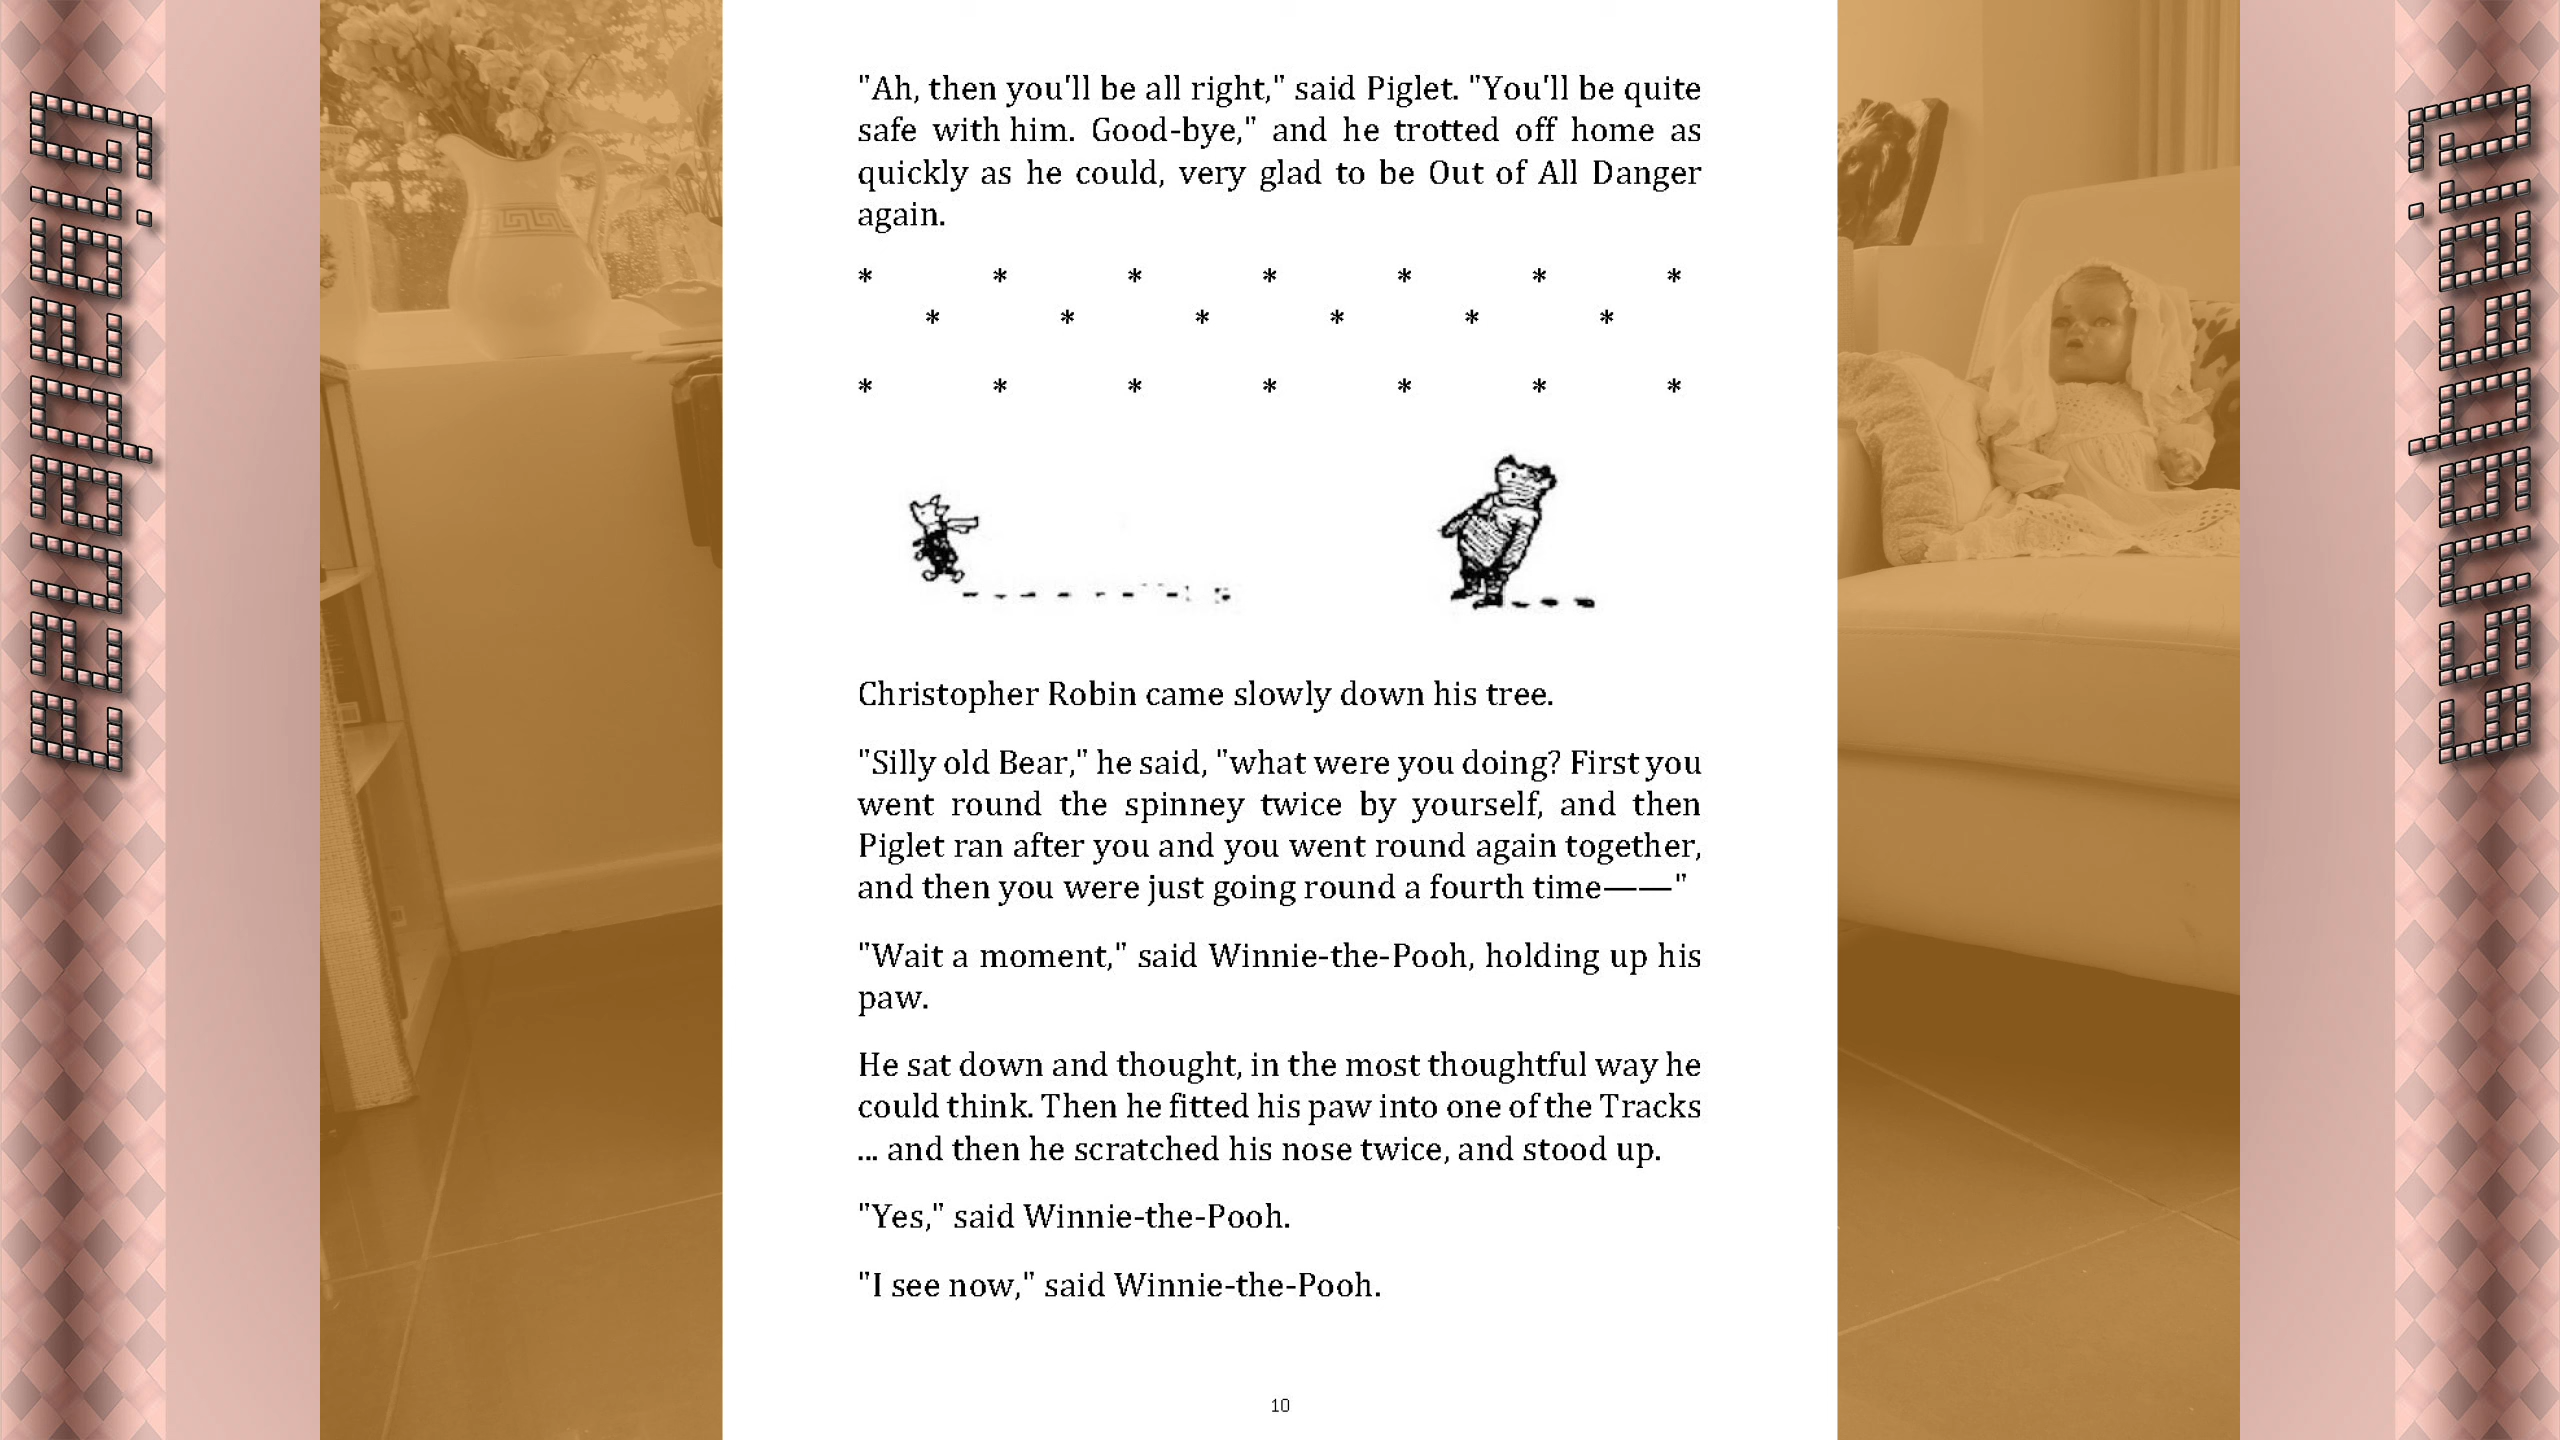 "Ah, then you'll be all right," said Piglet. "You'll be quite
safe with him. Good-bye," and he trotted off home as
quickly as he could, very glad to be Out of All Danger
again.
* * * * * * *
* * * * * *
* * * * * * *
Christopher Robin came slowly down his tree.
"Silly old Bear," he said, "what were you doing? First you
went round the spinney twice by yourself, and then
Piglet ran after you and you went round again together,
and then you were just going round a fourth time——"
"Wait a moment," said Winnie-the-Pooh, holding up his
paw.
He sat down and thought, in the most thoughtful way he
could think. Then he fitted his paw into one of the Tracks
... and then he scratched his nose twice, and stood up.
"Yes," said Winnie-the-Pooh.
"I see now," said Winnie-the-Pooh.
10